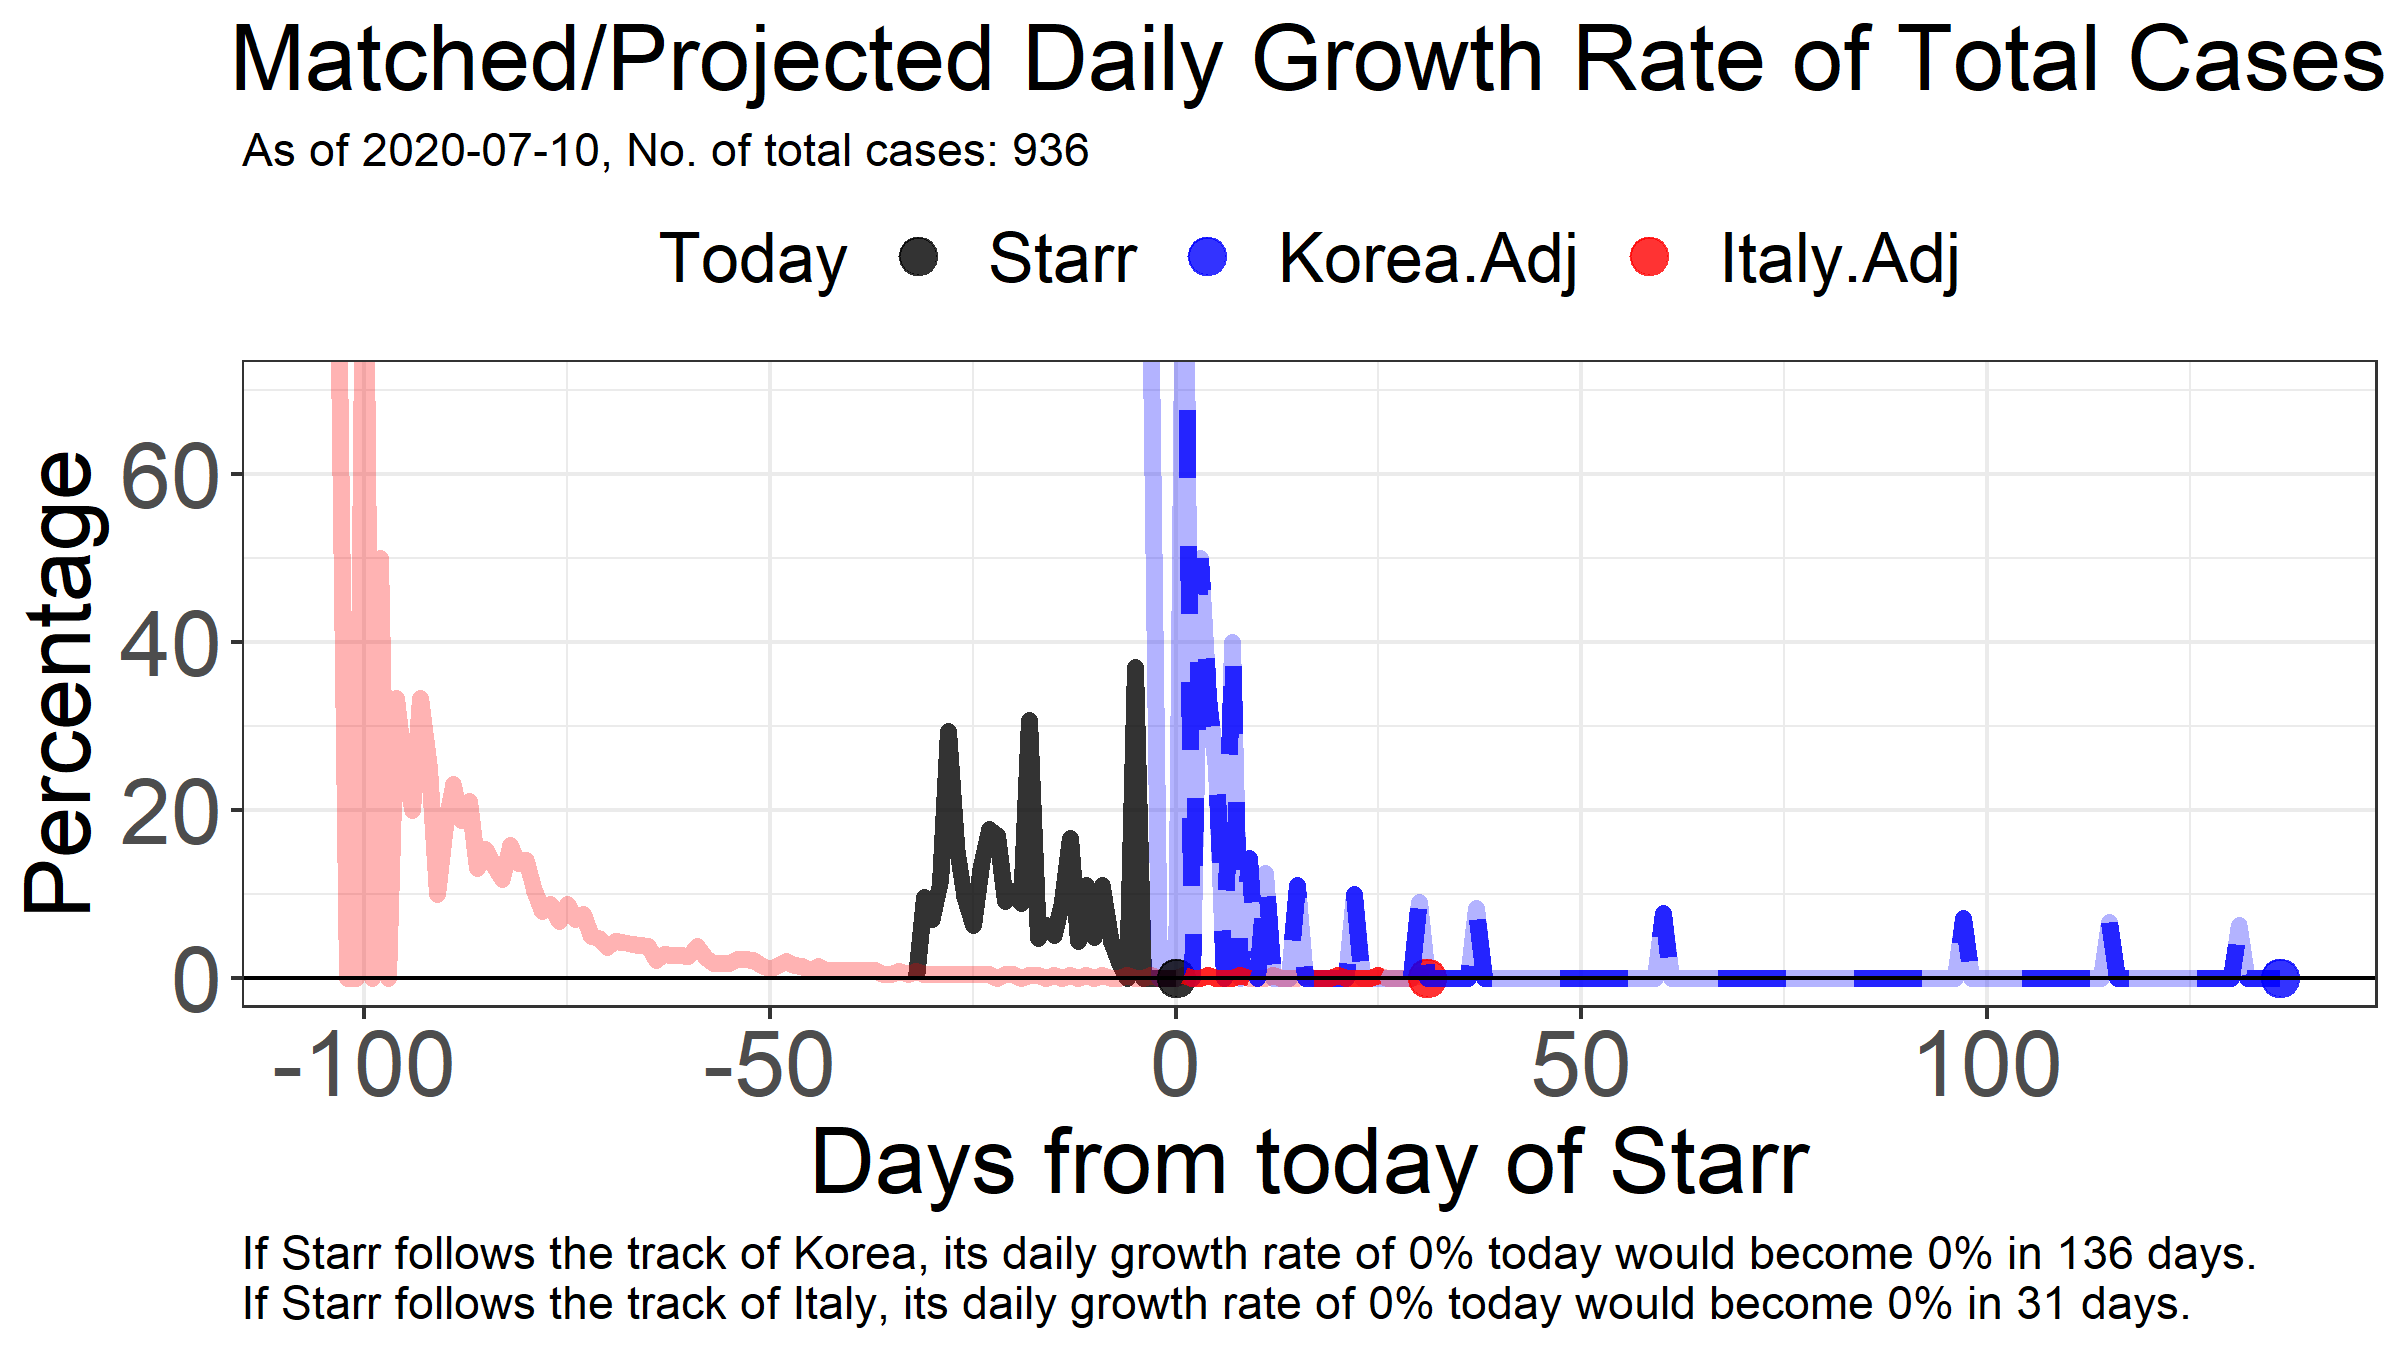 Matched/Projected Daily Growth Rate of Total Cases
As of 2020-07-10, No. of total cases: 936
Today Starr Korea.Adj Italy.Adj
Percentage
60
40
20
0
-100 -50 0 50 100
Days from today of Starr
If Starr follows the track of Korea, its daily growth rate of 0% today would become 0% in 136 days.
If Starr follows the track of Italy, its daily growth rate of 0% today would become 0% in 31 days.